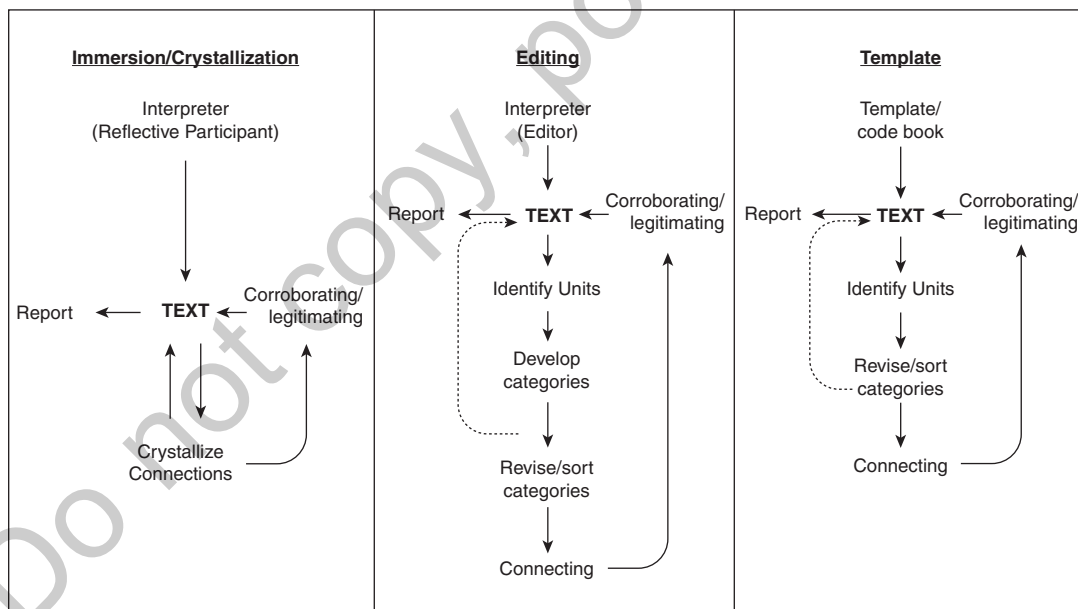 Immersion/Crystallization
Interpreter
(Reflective Participant)
Report
TEXT
Corroborating/
legitimating
Crystallize
Connections
Editing
Interpreter
(Editor)
Report
TEXT
Corroborating/
legitimating
Identify Units
Develop
categories
Revise/sort
categories
Connecting
Template
Template/
code book
Report
TEXT
Corroborating/
legitimating
Identify Units
Revise/sort
categories
Connecting
Do not copy, po